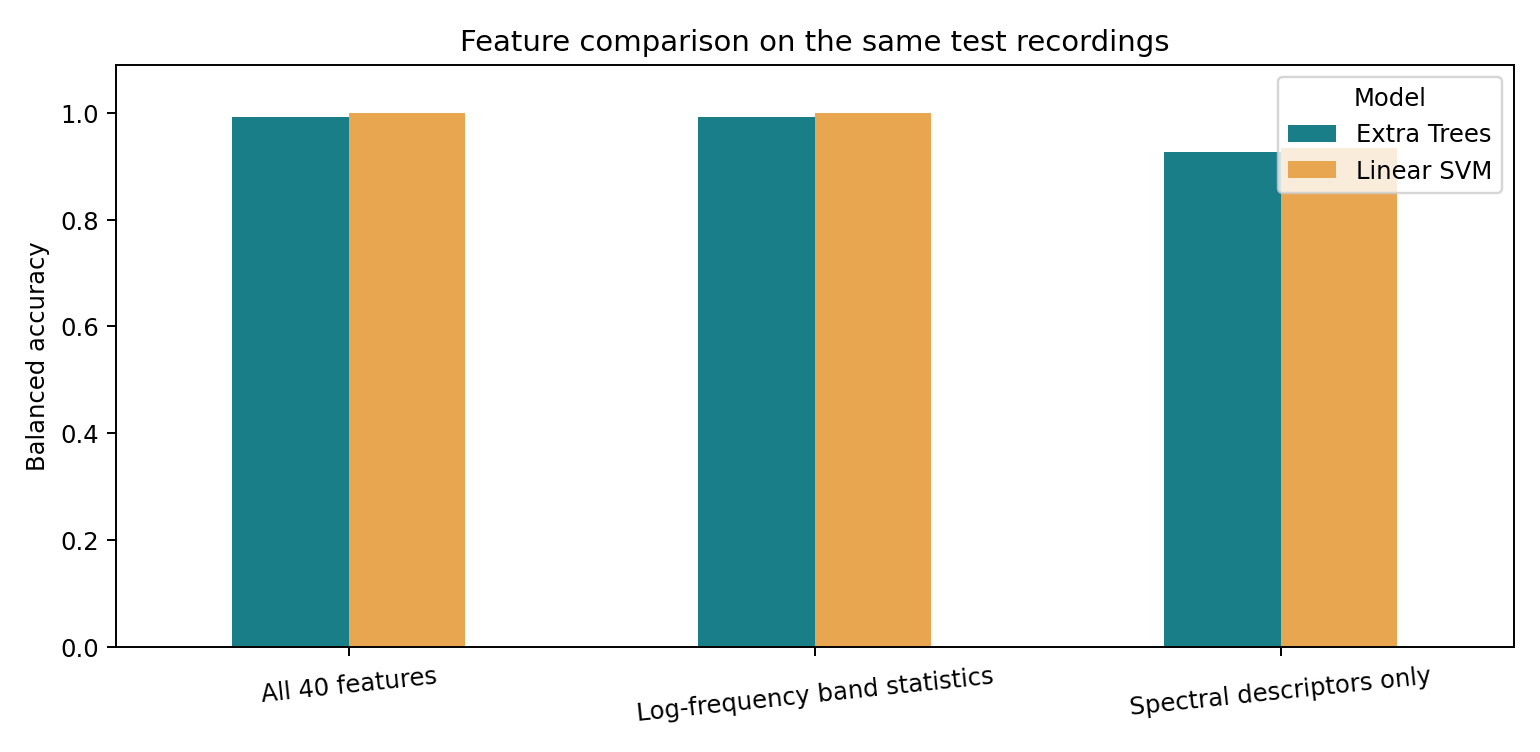 Feature comparison on the same test recordings
Balanced accuracy
1.0
0.8
0.6
0.4
0.2
0.0
Model
Extra Trees
Linear SVM
All 40 features
Log-frequency band statistics
Spectral descriptors only